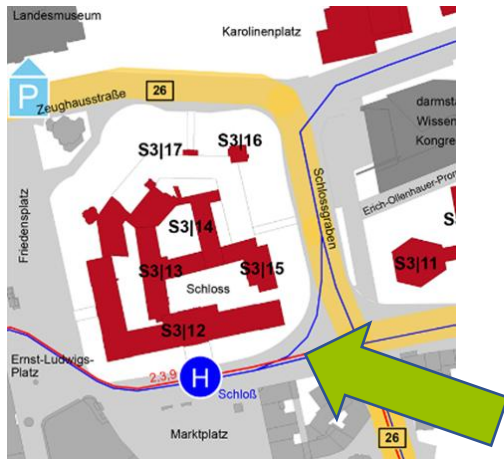 Landesmuseum
Karolinenplatz
P
26
Zeughausstraße
darmsta
Wissen
Kongre
S3|17
S3|16
Schlossgraben
Erich-Ollenhauer-Pron
Friedensplatz
S3|14
S3|13
S3|15
S3|11
Schloss
S3|12
Ernst-Ludwigs-
Platz
2,3,9
H
Schloß
Marktplatz
26